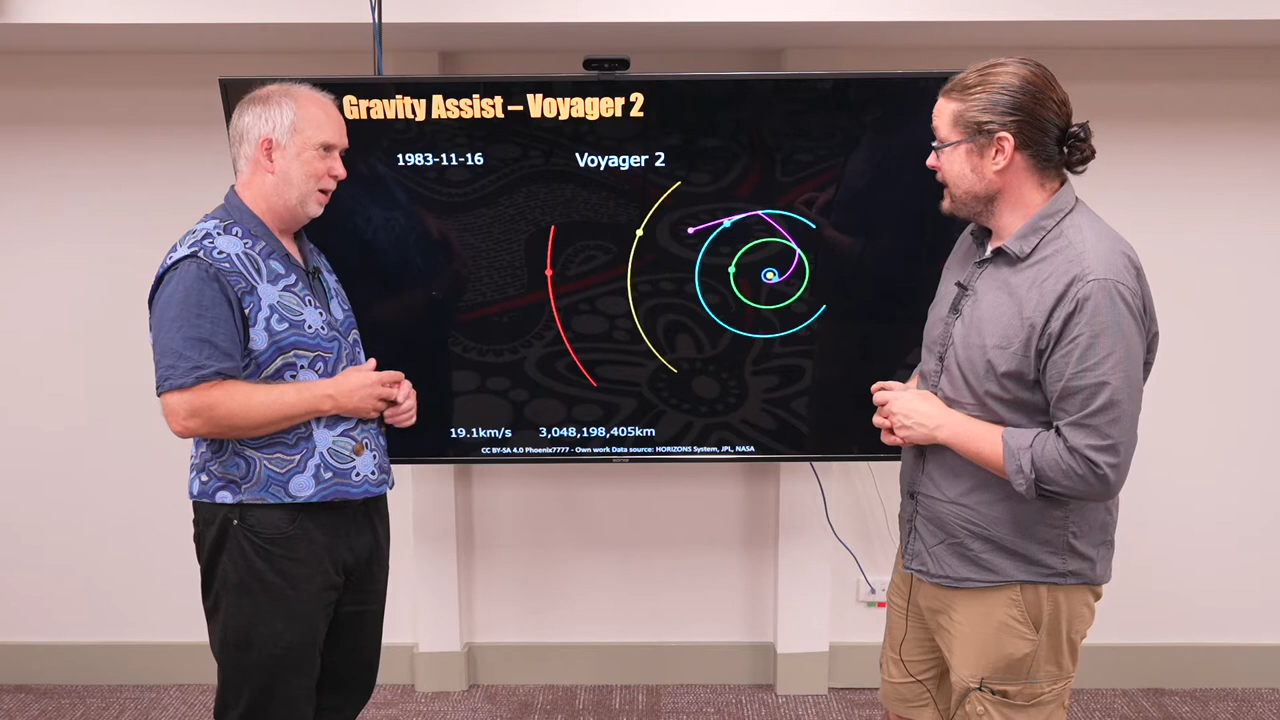 Gravity Assist – Voyager 2
1983-11-16
Voyager 2
19.1km/s
3,048,198,405km
CC BY-SA 4.0 Phoenix7777 - Own work Data source: HORIZONS System, JPL, NASA
SONY